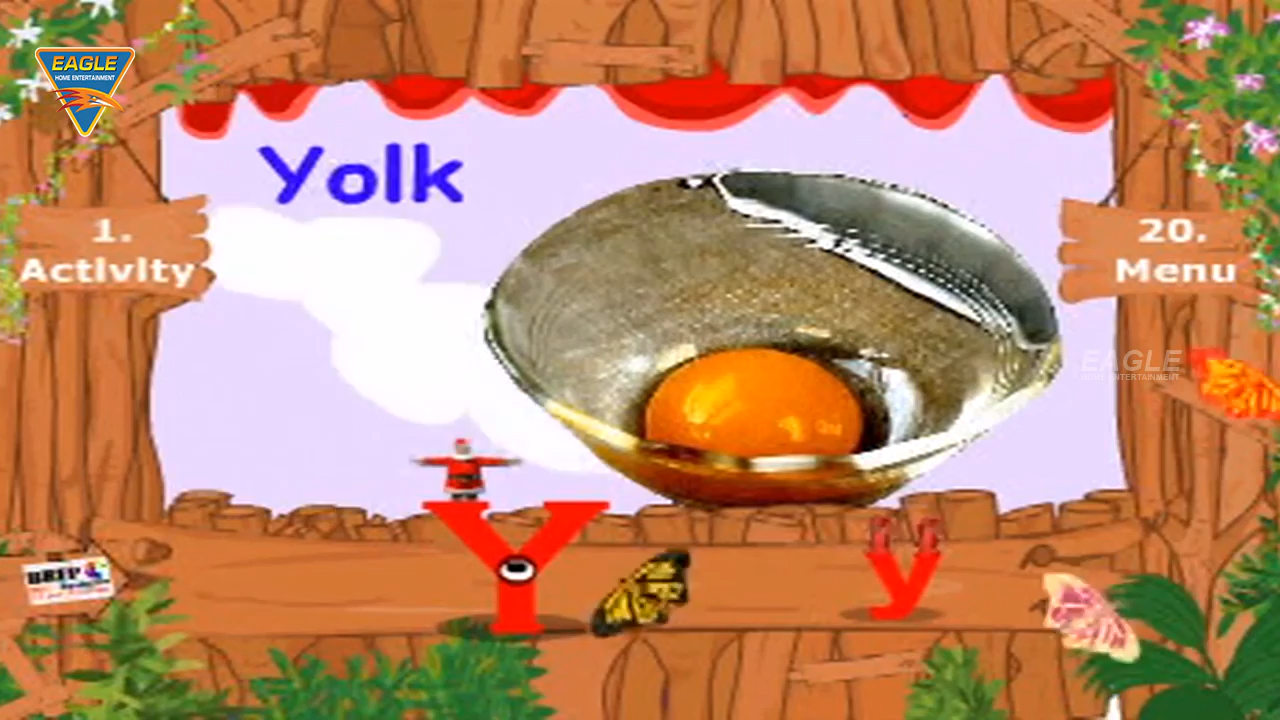 EAGLE
HOME ENTERTAINMENT
Yolk
1.
Activity
20.
Menu
EAGLE
HOME ENTERTAINMENT
Y
y